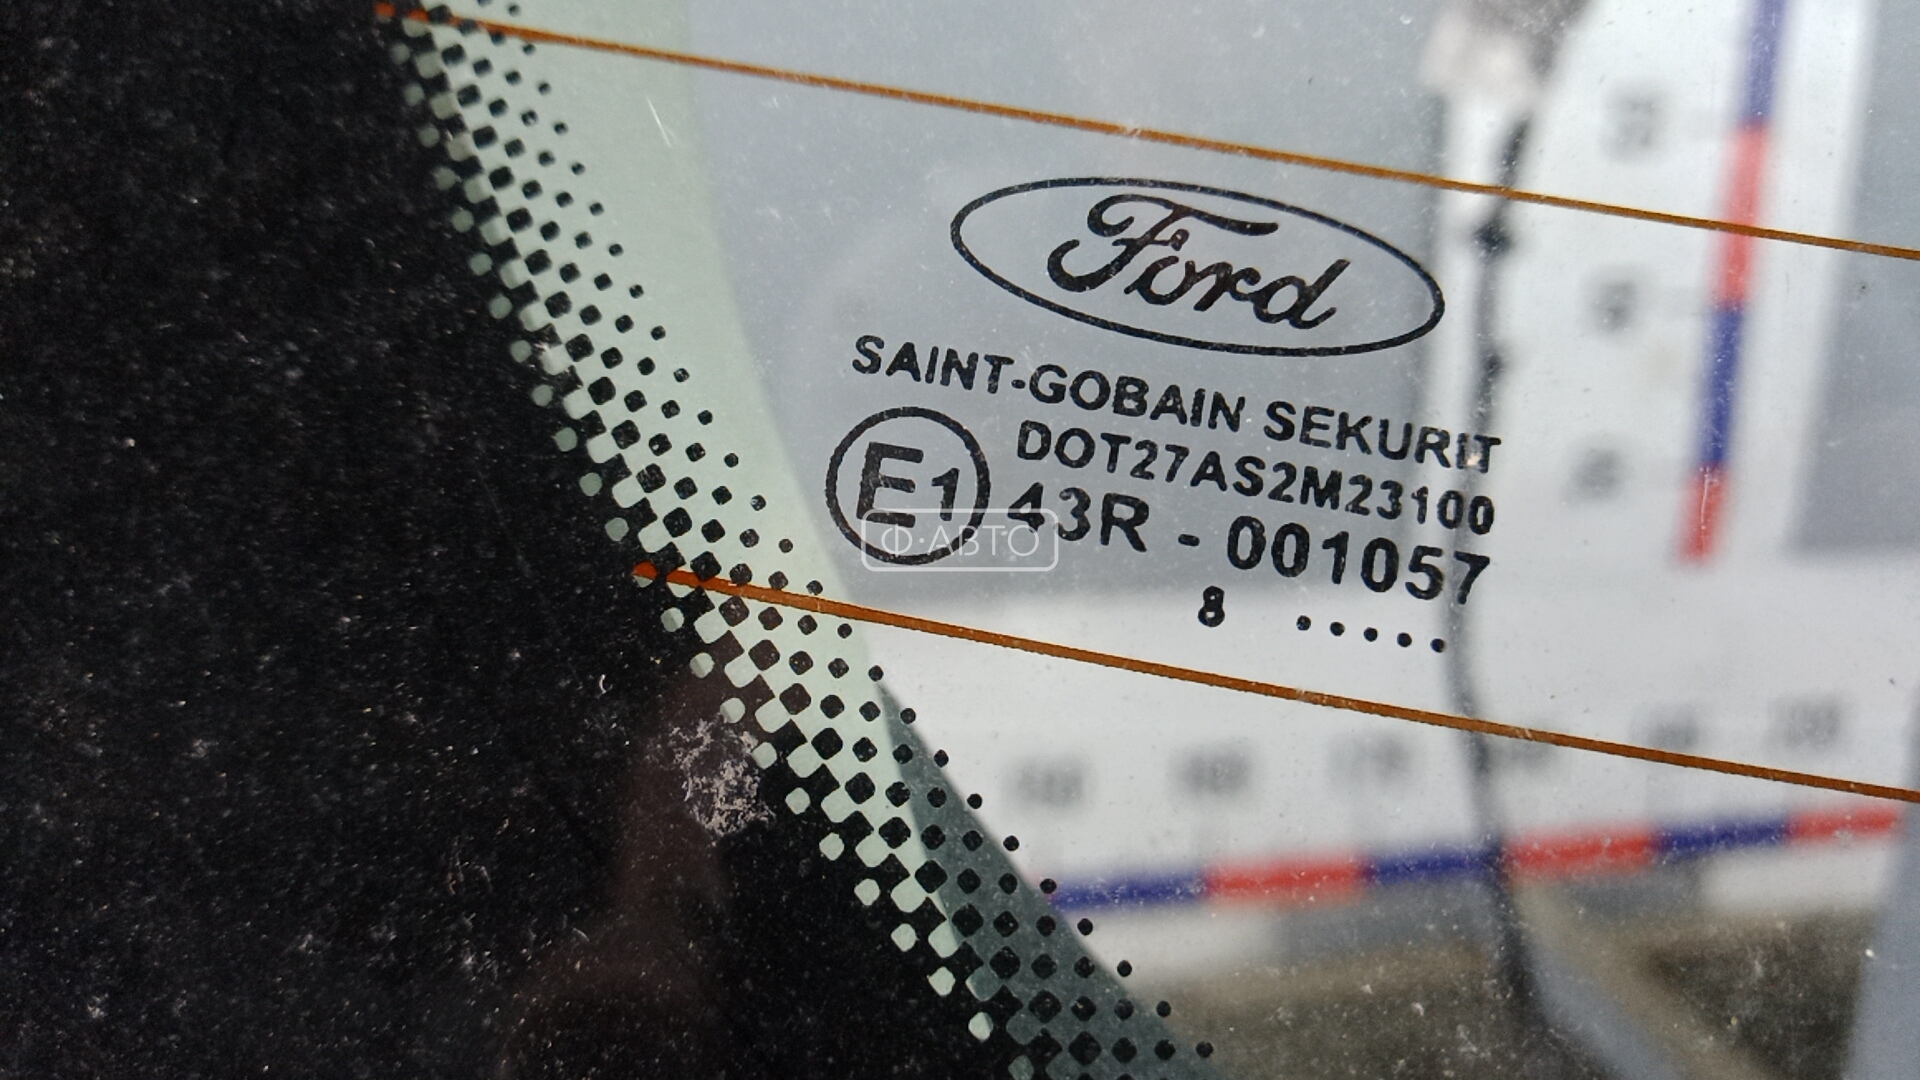 Ford
SAINT-GOBAIN SEKURIT
DOT27AS2M23100
E1 43R - 001057
8 .....
Ф·АВТО